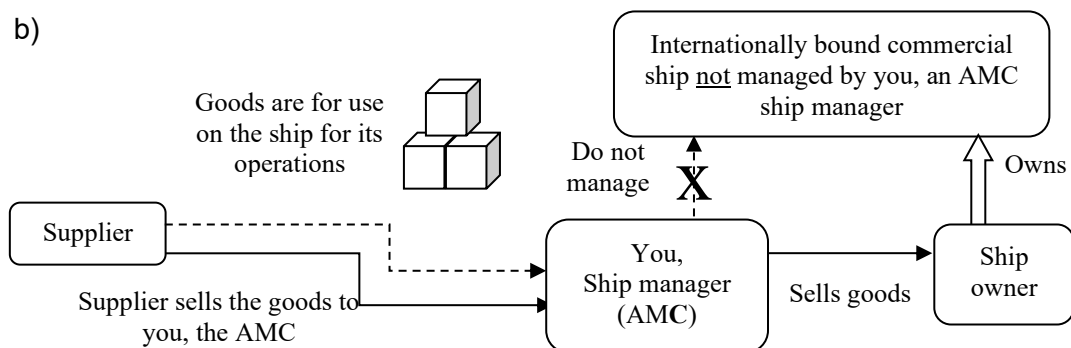 b)
Internationally bound commercial
ship not managed by you, an AMC
ship manager
Goods are for use
on the ship for its
operations
Do not
manage
X
Owns
Supplier
You,
Ship manager
(AMC)
Sells goods
Ship
owner
Supplier sells the goods to
you, the AMC